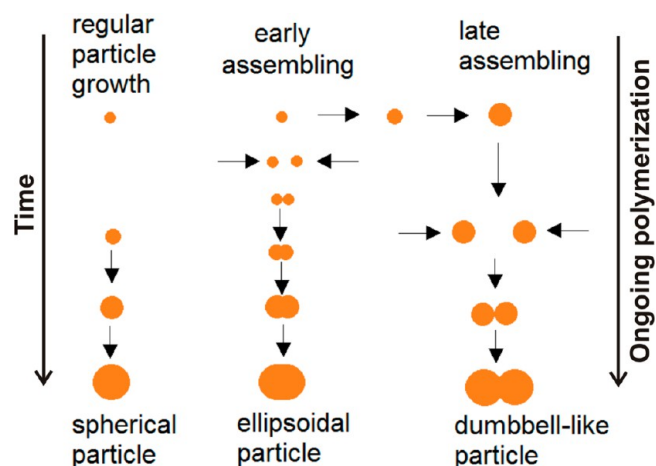 regular
particle
growth
early
assembling
late
assembling
Time
Ongoing polymerization
spherical
particle
ellipsoidal
particle
dumbbell-like
particle